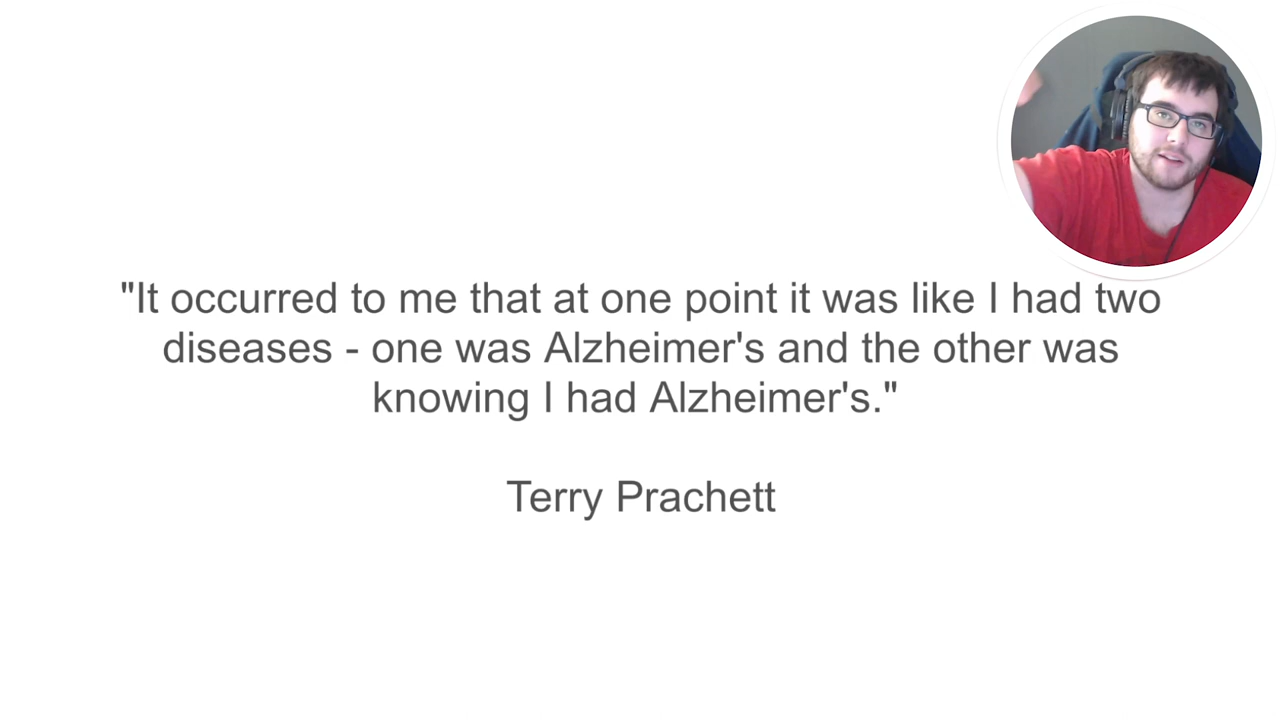 "It occurred to me that at one point it was like I had two
diseases - one was Alzheimer's and the other was
knowing I had Alzheimer's."
Terry Prachett